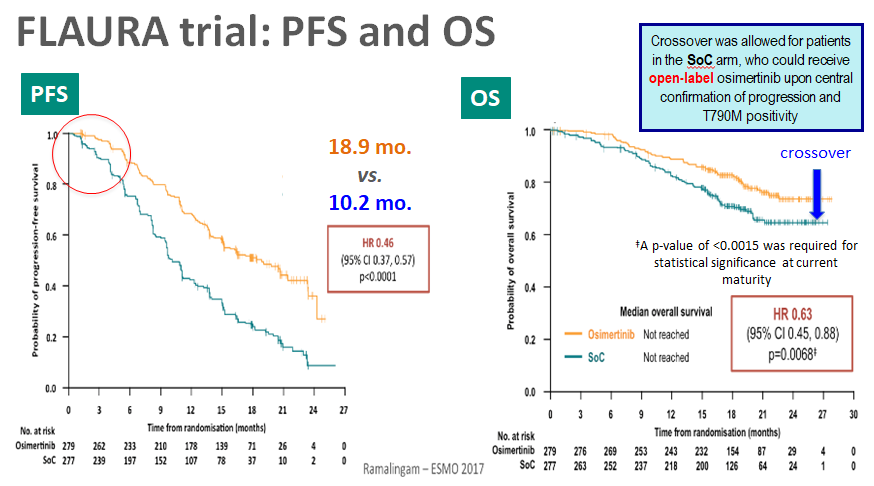 FLAURA trial: PFS and OS
Crossover was allowed for patients
in the SoC arm, who could receive
open-label osimertinib upon central
confirmation of progression and
T790M positivity
PFS
Probability of progression-free survival
1.0
0.8
0.6
0.4
0.2
0.0
18.9 mo.
vs.
10.2 mo.
HR 0.46
(95% CI 0.37, 0.57)
p<0.0001
0 3 6 9 12 15 18 21 24 27
Time from randomisation (months)
No. at risk
Osimertinib 279 262 233 210 178 139 71 26 4 0
SoC 277 239 197 152 107 78 37 10 2 0
OS
Probability of overall survival
1.0
0.8
0.6
0.4
0.2
0.0
crossover
‡A p-value of <0.0015 was required for
statistical significance at current
maturity
Median overall survival
Osimertinib Not reached
SoC Not reached
HR 0.63
(95% CI 0.45, 0.88)
p=0.0068‡
0 3 6 9 12 15 18 21 24 27 30
Time from randomisation (months)
No. at risk
Osimertinib 279 276 269 253 243 232 154 87 29 4 0
SoC 277 263 252 237 218 200 126 64 24 1 0
Ramalingam – ESMO 2017